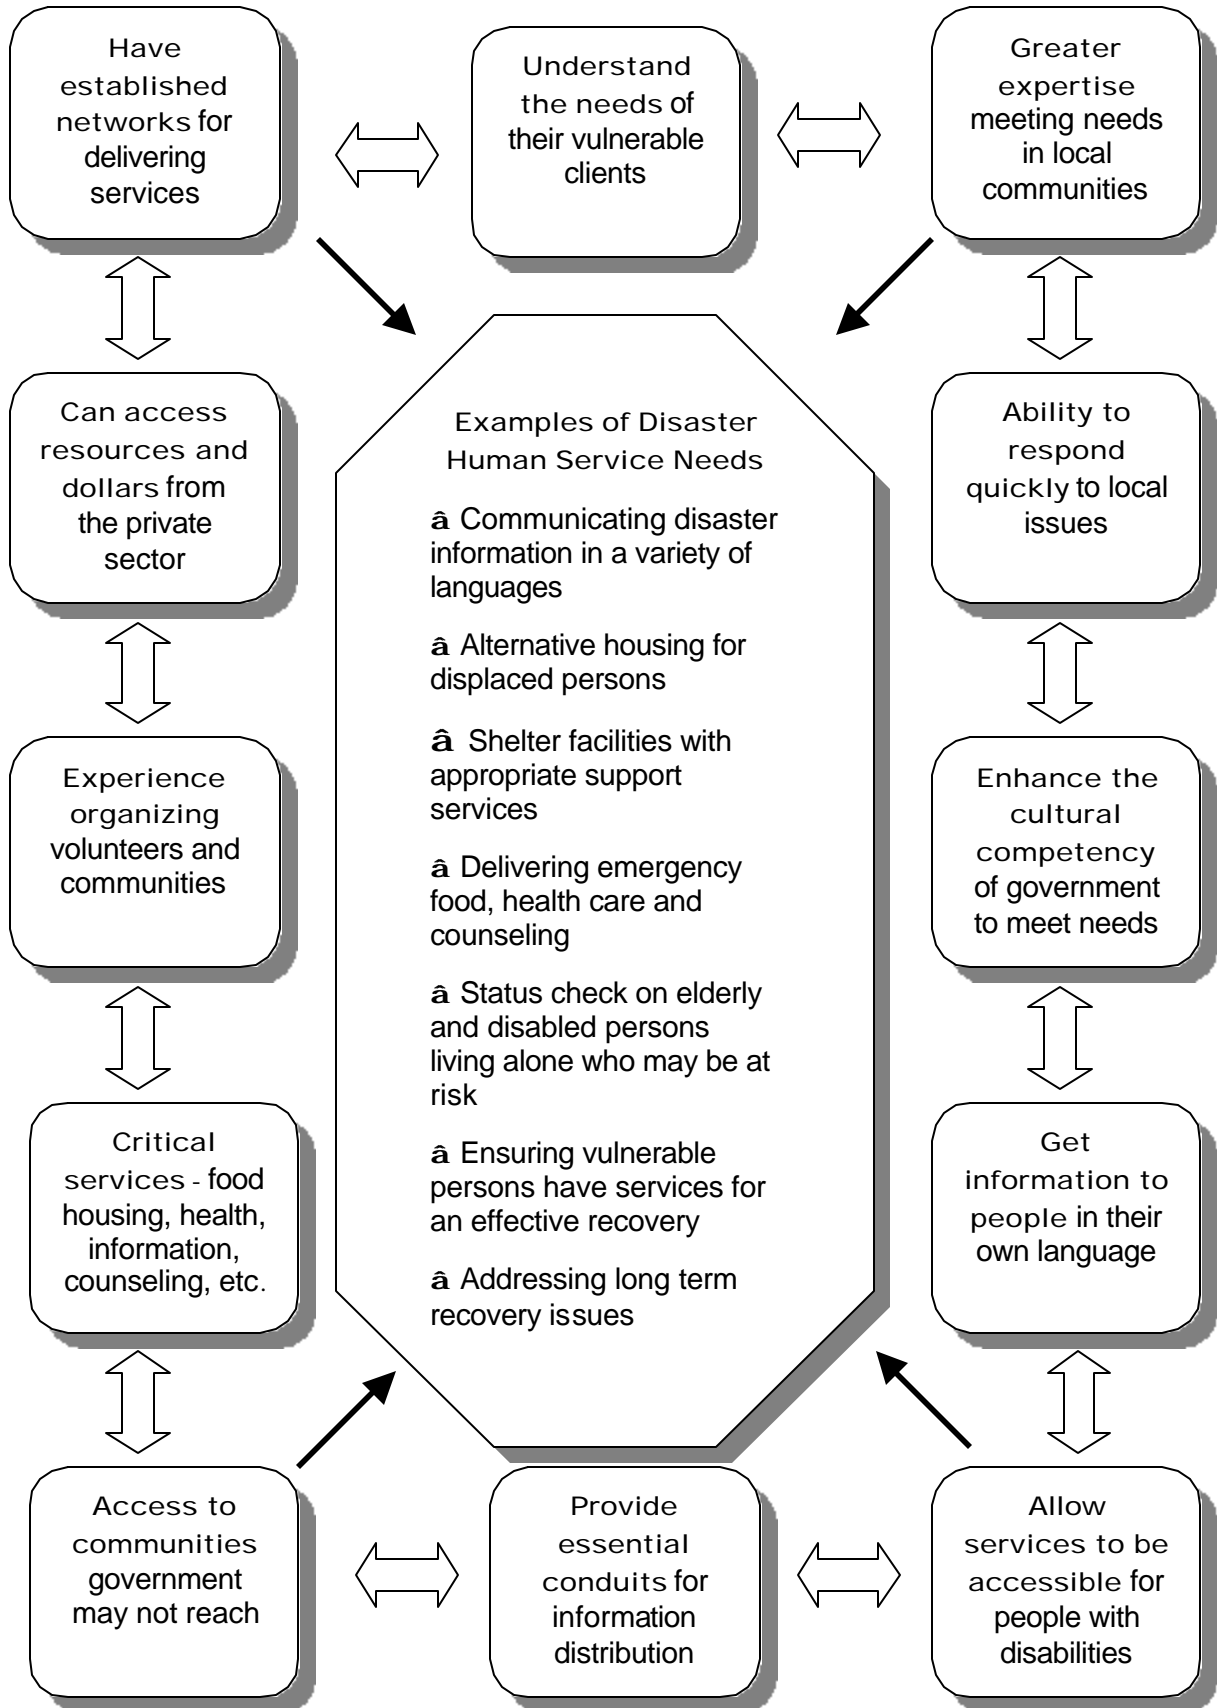 Have
established
networks for
delivering
services
Understand
the needs of
their vulnerable
clients
Greater
expertise
meeting needs
in local
communities
Can access
resources and
dollars from
the private
sector
Examples of Disaster
Human Service Needs
â Communicating disaster
information in a variety of
languages
â Alternative housing for
displaced persons
â Shelter facilities with
appropriate support
services
â Delivering emergency
food, health care and
counseling
â Status check on elderly
and disabled persons
living alone who may be at
risk
â Ensuring vulnerable
persons have services for
an effective recovery
â Addressing long term
recovery issues
Ability to
respond
quickly to local
issues
Experience
organizing
volunteers and
communities
Enhance the
cultural
competency
of government
to meet needs
Critical
services - food
housing, health,
information,
counseling, etc.
Get
information to
people in their
own language
Access to
communities
government
may not reach
Provide
essential
conduits for
information
distribution
Allow
services to be
accessible for
people with
disabilities